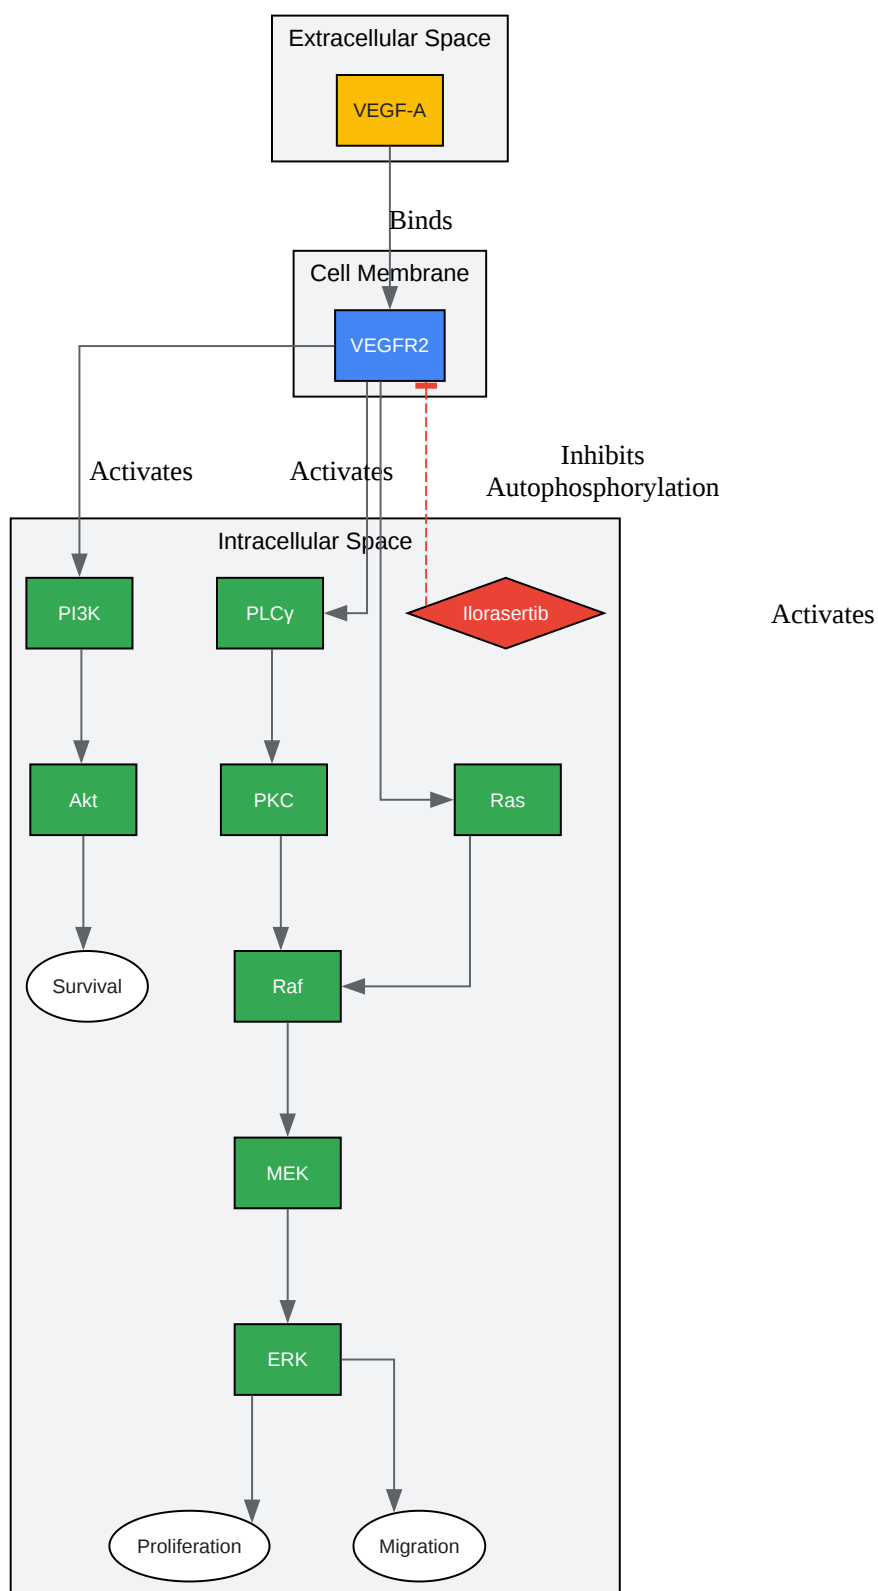 Extracellular Space
VEGF-A
Binds
Cell Membrane
VEGFR2
Activates
Activates
Inhibits
Autophosphorylation
Intracellular Space
PI3K
PLCγ
Ilorasertib
Activates
Akt
PKC
Ras
Survival
Raf
MEK
ERK
Proliferation
Migration